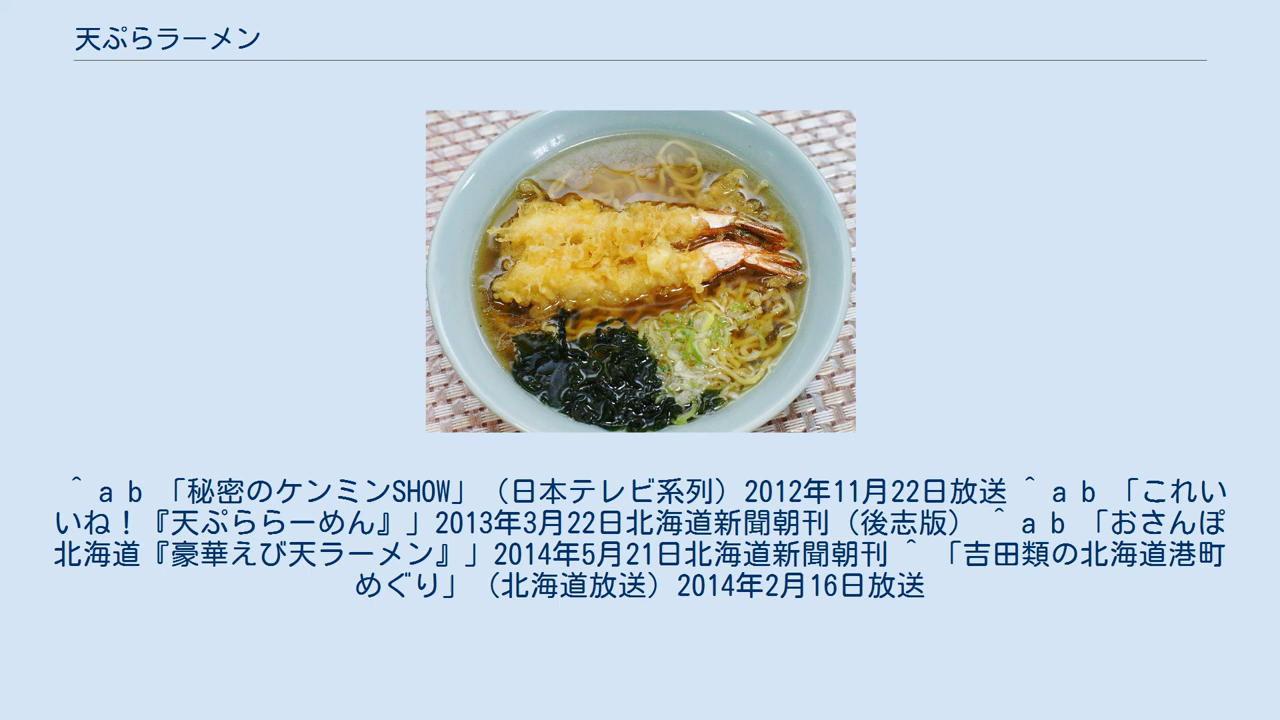 天ぷらラーメン
＾ a b 「秘密のケンミンSHOW」（日本テレビ系列）2012年11月22日放送 ＾ a b 「これい
いね！『天ぷららーめん』」2013年3月22日北海道新聞朝刊（後志版） ＾ a b 「おさんぽ
北海道『豪華えび天ラーメン』」2014年5月21日北海道新聞朝刊 ＾ 「吉田類の北海道港町
めぐり」（北海道放送）2014年2月16日放送